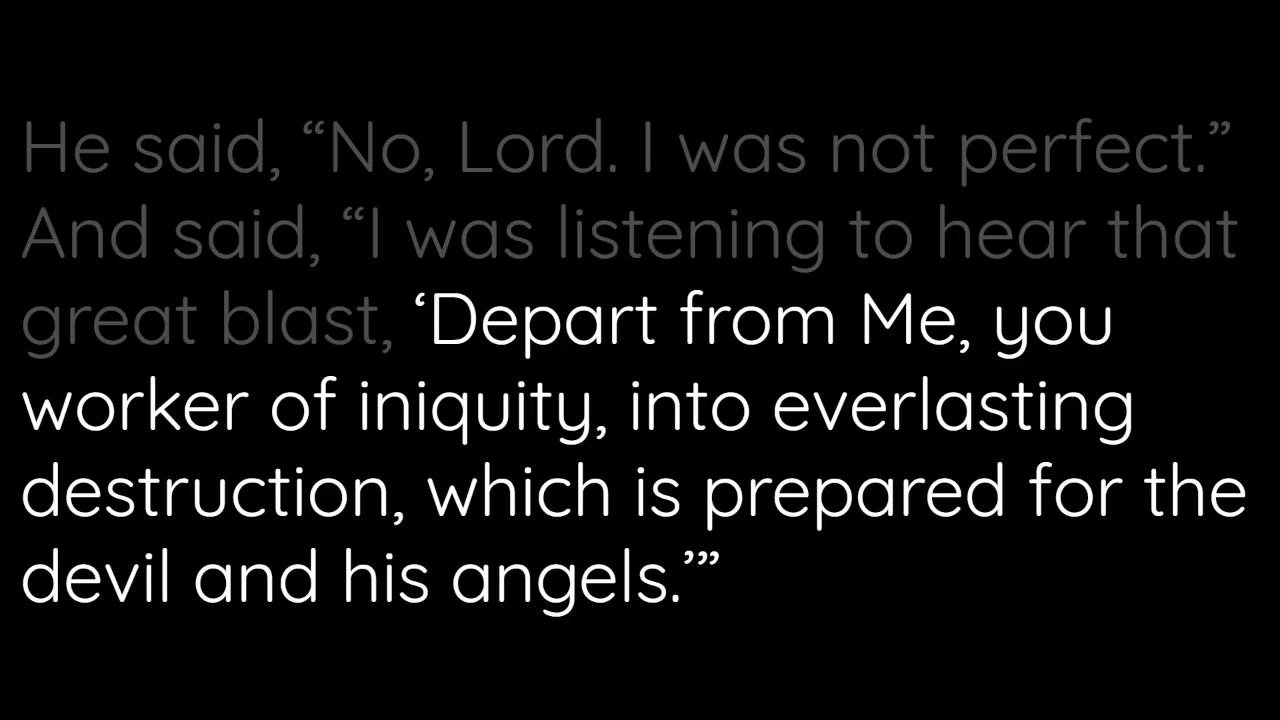 He said, “No, Lord. I was not perfect.”
And said, “I was listening to hear that
great blast, ‘Depart from Me, you
worker of iniquity, into everlasting
destruction, which is prepared for the
devil and his angels.’”